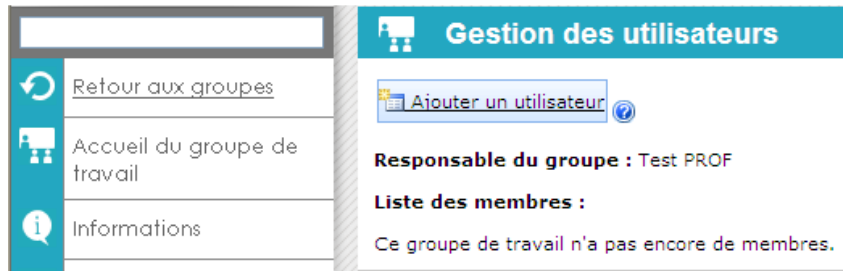 Retour aux groupes
Accueil du groupe de
travail
Informations
Gestion des utilisateurs
Ajouter un utilisateur
Responsable du groupe : Test PROF
Liste des membres :
Ce groupe de travail n'a pas encore de membres.